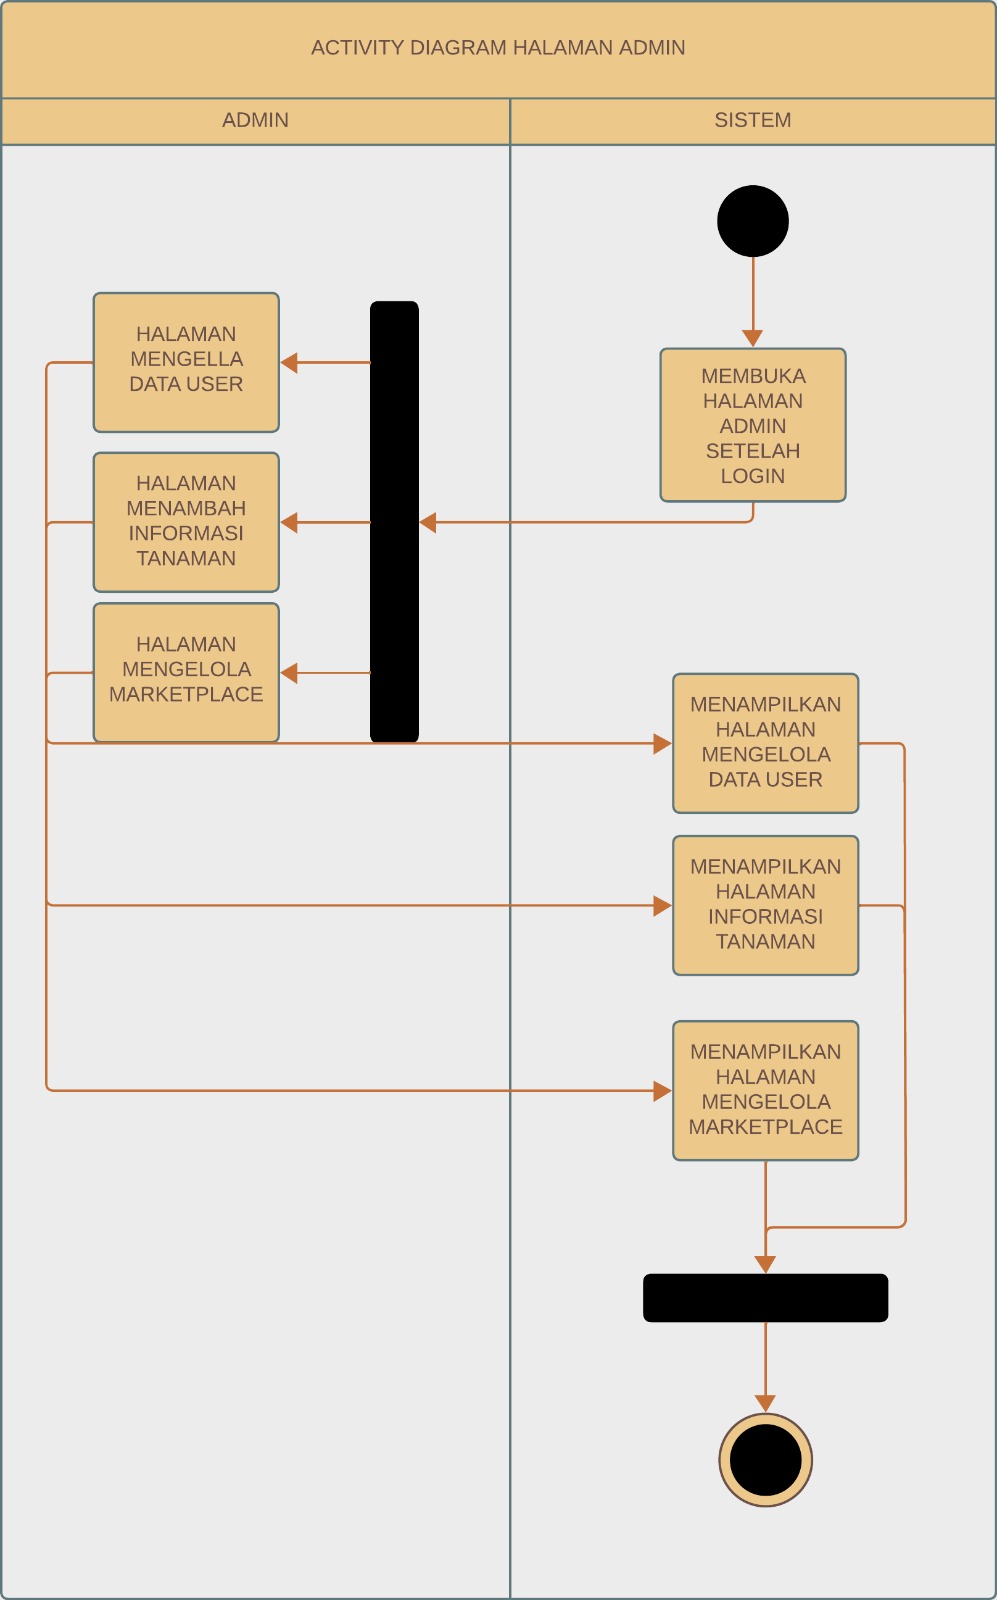 ACTIVITY DIAGRAM HALAMAN ADMIN
ADMIN
SISTEM
HALAMAN
MENGELLA
DATA USER
HALAMAN
MENAMBAH
INFORMASI
TANAMAN
HALAMAN
MENGELOLA
MARKETPLACE
MEMBUKA
HALAMAN
ADMIN
SETELAH
LOGIN
MENAMPILKAN
HALAMAN
MENGELOLA
DATA USER
MENAMPILKAN
HALAMAN
INFORMASI
TANAMAN
MENAMPILKAN
HALAMAN
MENGELOLA
MARKETPLACE